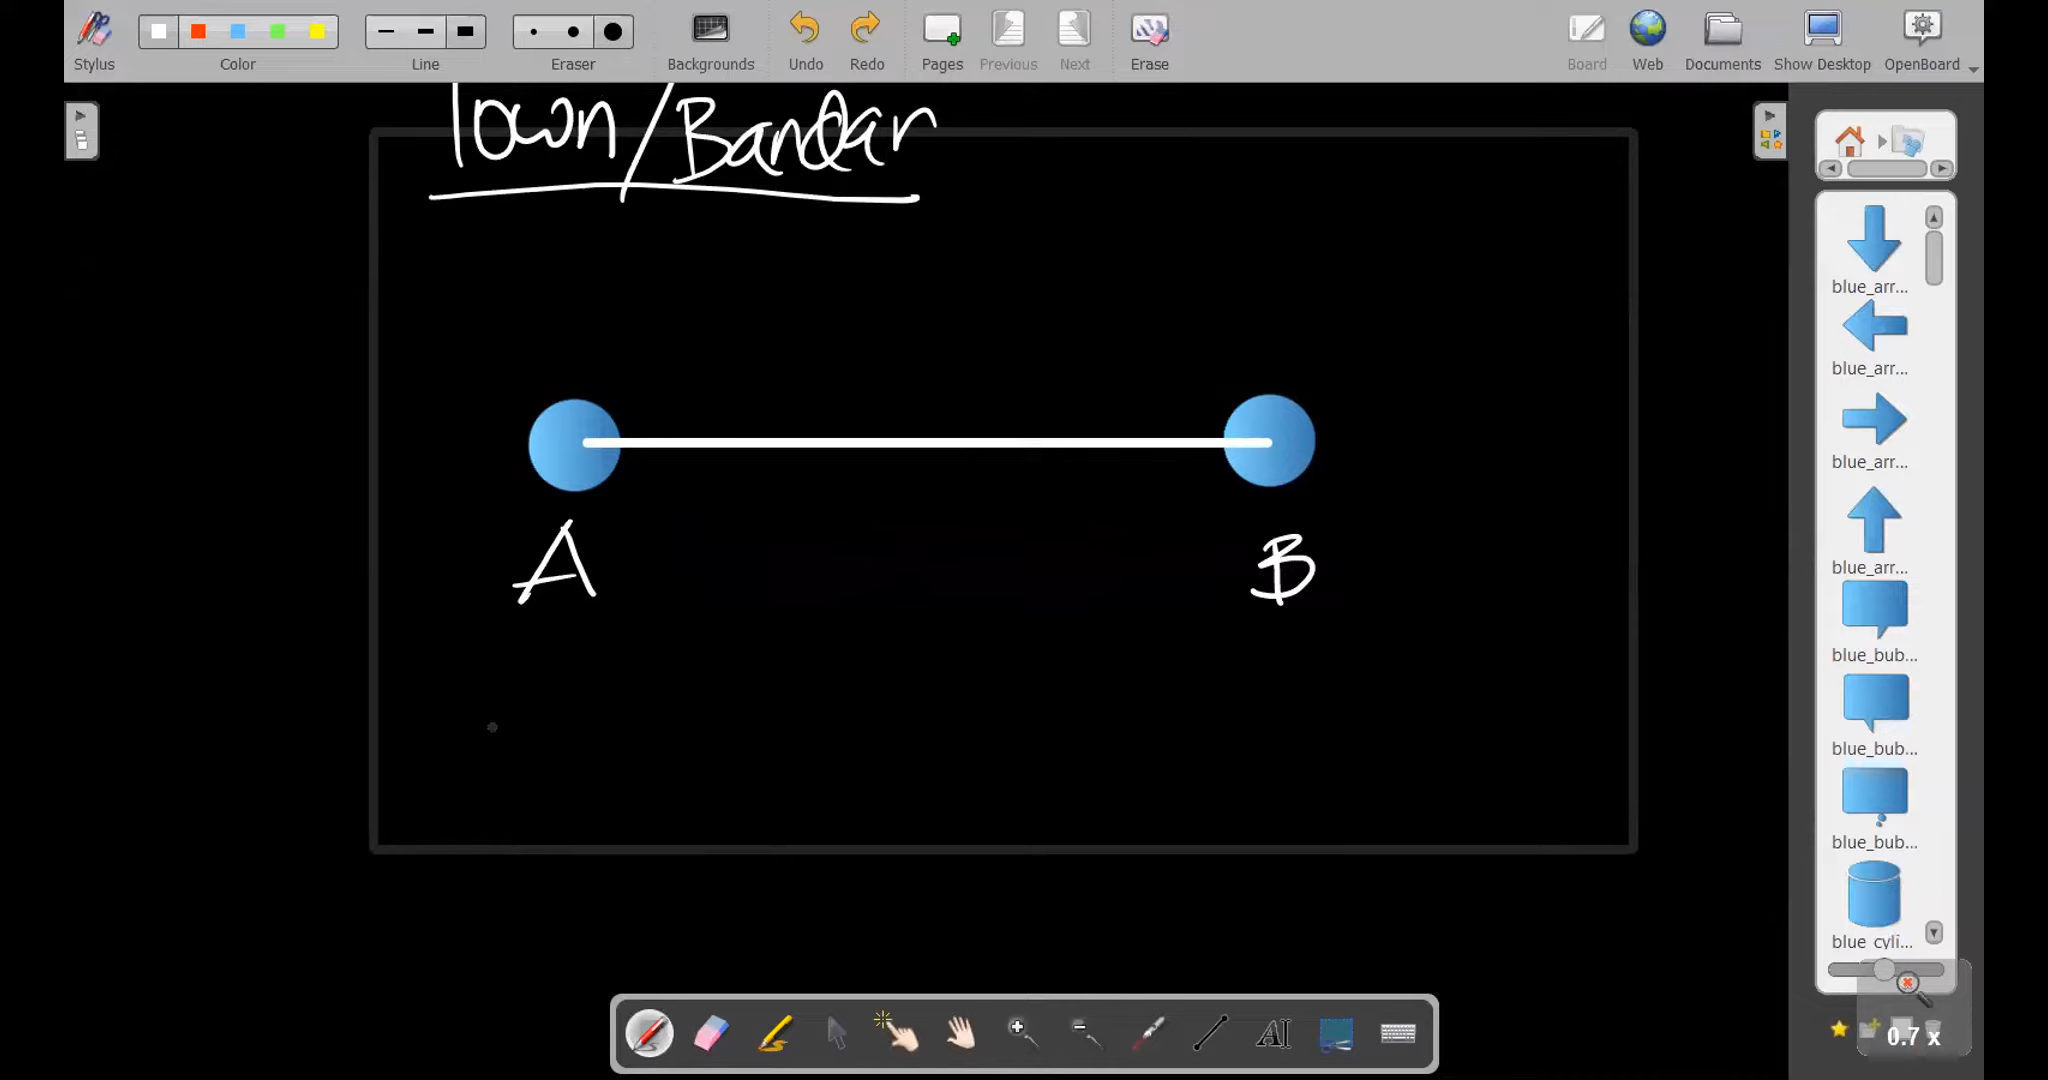 Stylus Color Line Eraser Backgrounds Undo Redo Pages Previous Next Erase Board Web Documents Show Desktop OpenBoard
Town/Bandar
A B
blue_arr...
blue_arr...
blue_arr...
blue_arr...
blue_bub...
blue_bub...
blue_bub...
blue_cyli...
AI
0.7 x